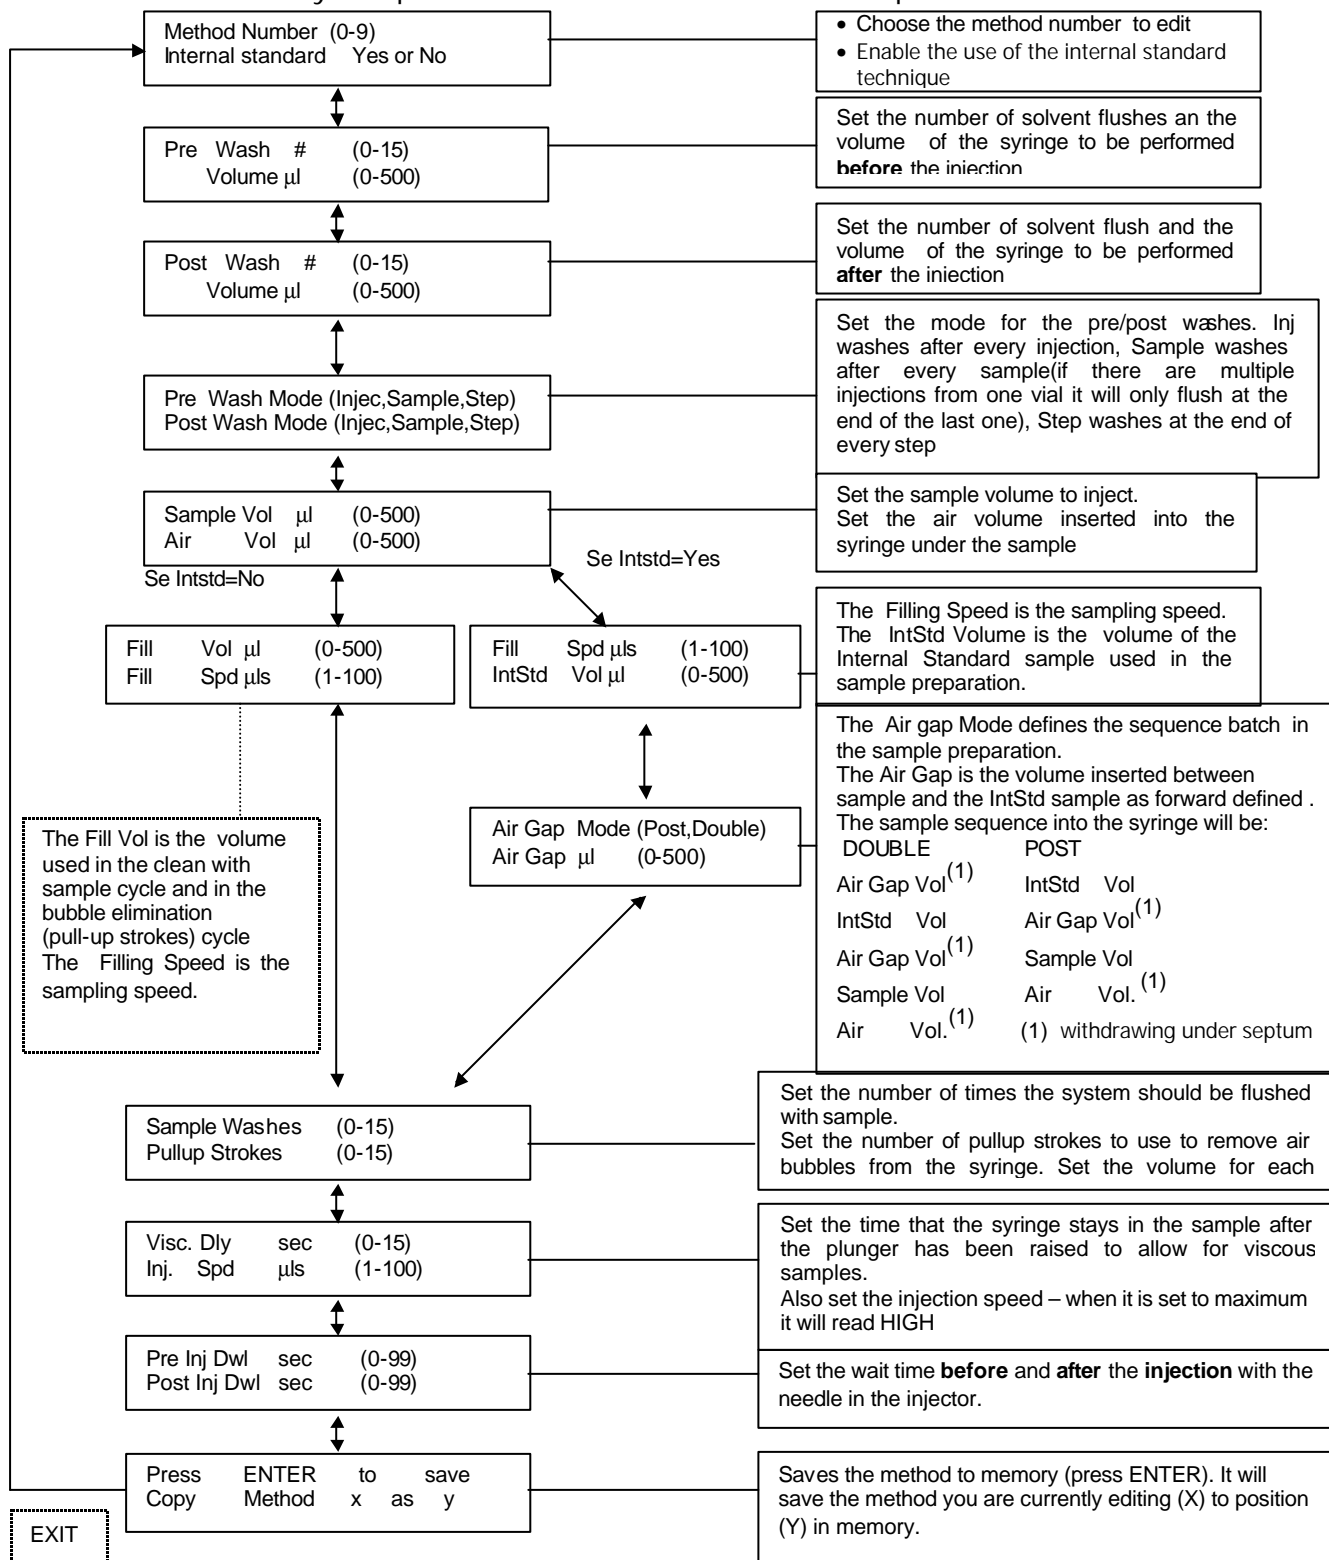 Method Number (0-9)
Internal standard Yes or No
• Choose the method number to edit
• Enable the use of the internal standard
technique
Pre Wash # (0-15)
Volume µl (0-500)
Set the number of solvent flushes an the
volume of the syringe to be performed
before the injection
Post Wash # (0-15)
Volume µl (0-500)
Set the number of solvent flush and the
volume of the syringe to be performed
after the injection
Pre Wash Mode (Injec,Sample,Step)
Post Wash Mode (Injec,Sample,Step)
Set the mode for the pre/post washes. Inj
washes after every injection, Sample washes
after every sample(if there are multiple
injections from one vial it will only flush at the
end of the last one), Step washes at the end of
every step
Sample Vol µl (0-500)
Air Vol µl (0-500)
Set the sample volume to inject.
Set the air volume inserted into the
syringe under the sample
Se Intstd=No
Se Intstd=Yes
Fill Vol µl (0-500)
Fill Spd µls (1-100)
Fill Spd µls (1-100)
IntStd Vol µl (0-500)
The Filling Speed is the sampling speed.
The IntStd Volume is the volume of the
Internal Standard sample used in the
sample preparation.
The Fill Vol is the volume
used in the clean with
sample cycle and in the
bubble elimination
(pull-up strokes) cycle
The Filling Speed is the
sampling speed.
Air Gap Mode (Post,Double)
Air Gap µl (0-500)
The Air gap Mode defines the sequence batch in
the sample preparation.
The Air Gap is the volume inserted between
sample and the IntStd sample as forward defined .
The sample sequence into the syringe will be:
DOUBLE POST
Air Gap Vol(1) IntStd Vol
IntStd Vol Air Gap Vol(1)
Air Gap Vol(1) Sample Vol
Sample Vol Air Vol.(1)
Air Vol.(1) (1) withdrawing under septum
Sample Washes (0-15)
Pullup Strokes (0-15)
Set the number of times the system should be flushed
with sample.
Set the number of pullup strokes to use to remove air
bubbles from the syringe. Set the volume for each
Visc. Dly sec (0-15)
Inj. Spd µls (1-100)
Set the time that the syringe stays in the sample after
the plunger has been raised to allow for viscous
samples.
Also set the injection speed – when it is set to maximum
it will read HIGH
Pre Inj Dwl sec (0-99)
Post Inj Dwl sec (0-99)
Set the wait time before and after the injection with the
needle in the injector.
Press ENTER to save
Copy Method x as y
Saves the method to memory (press ENTER). It will
save the method you are currently editing (X) to position
(Y) in memory.
EXIT